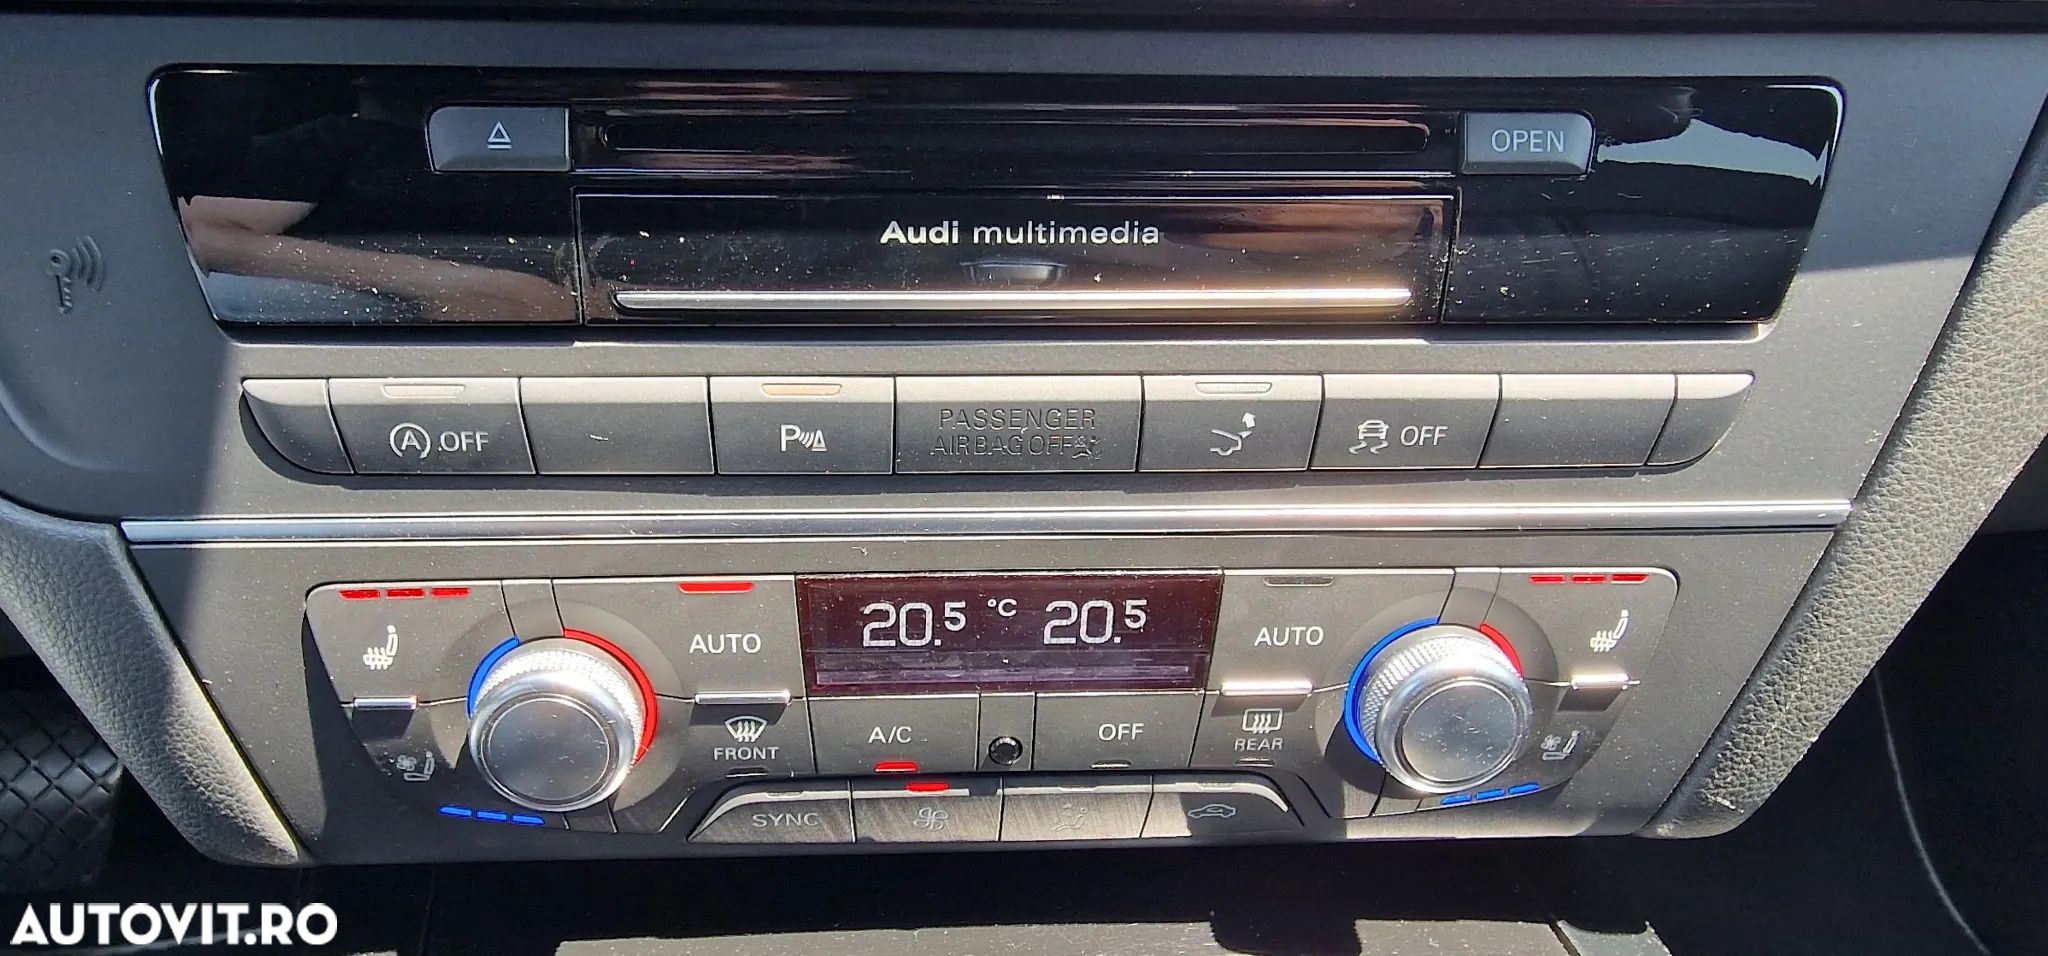 OPEN
Audi multimedia
A OFF
P
PASSENGER
AIRBAG OFF
OFF
20.5 °C 20.5
AUTO
AUTO
A/C
OFF
FRONT
REAR
SYNC
AUTOVIT.RO